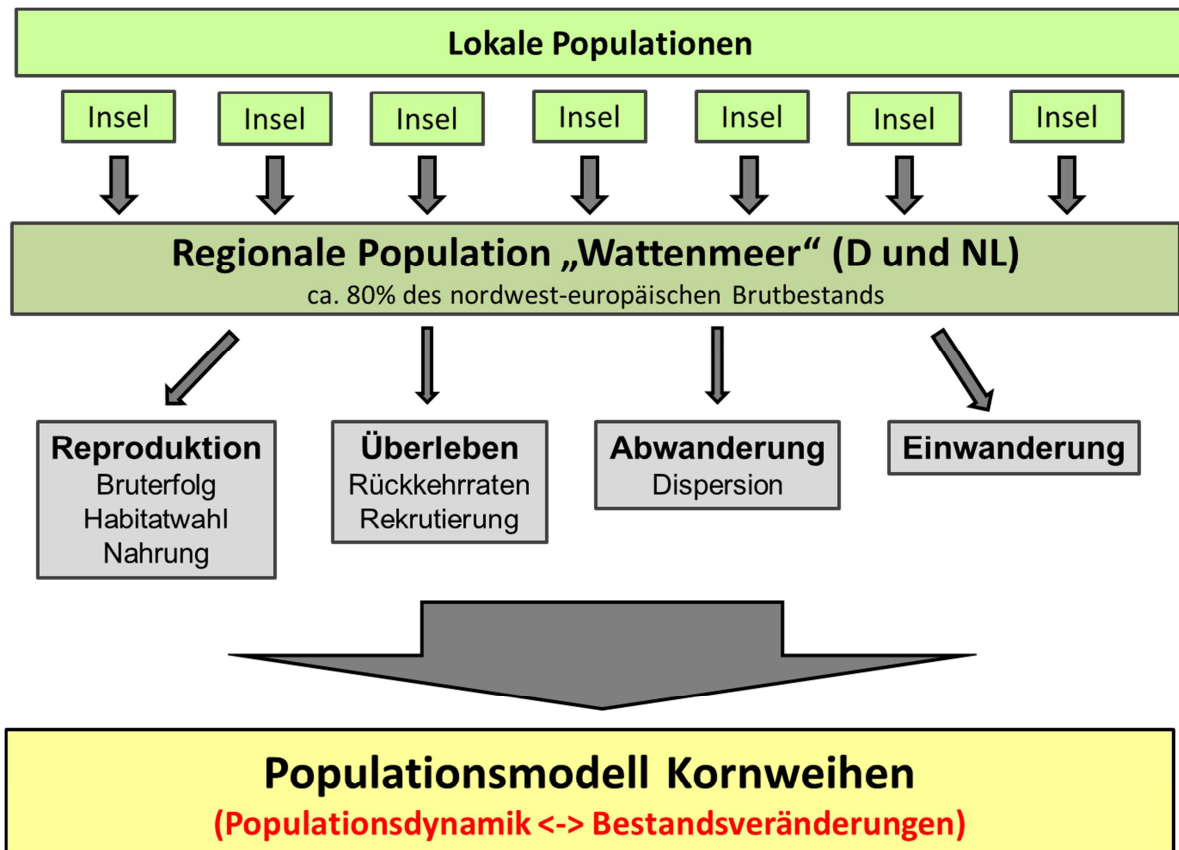 Lokale Populationen
Insel Insel Insel Insel Insel Insel Insel
Regionale Population „Wattenmeer“ (D und NL)
ca. 80% des nordwest-europäischen Brutbestands
Reproduktion
Bruterfolg
Habitatwahl
Nahrung
Überleben
Rückkehrraten
Rekrutierung
Abwanderung
Dispersion
Einwanderung
Populationsmodell Kornweihen
(Populationsdynamik <-> Bestandsveränderungen)